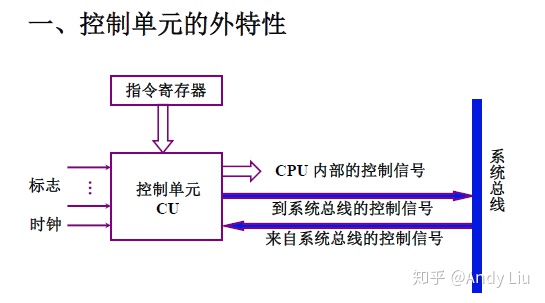 一、控制单元的外特性
指令寄存器
标志
⋮
时钟
控制单元
CU
CPU 内部的控制信号
到系统总线的控制信号
来自系统总线的控制信号
系统总线
知乎 @Andy Liu